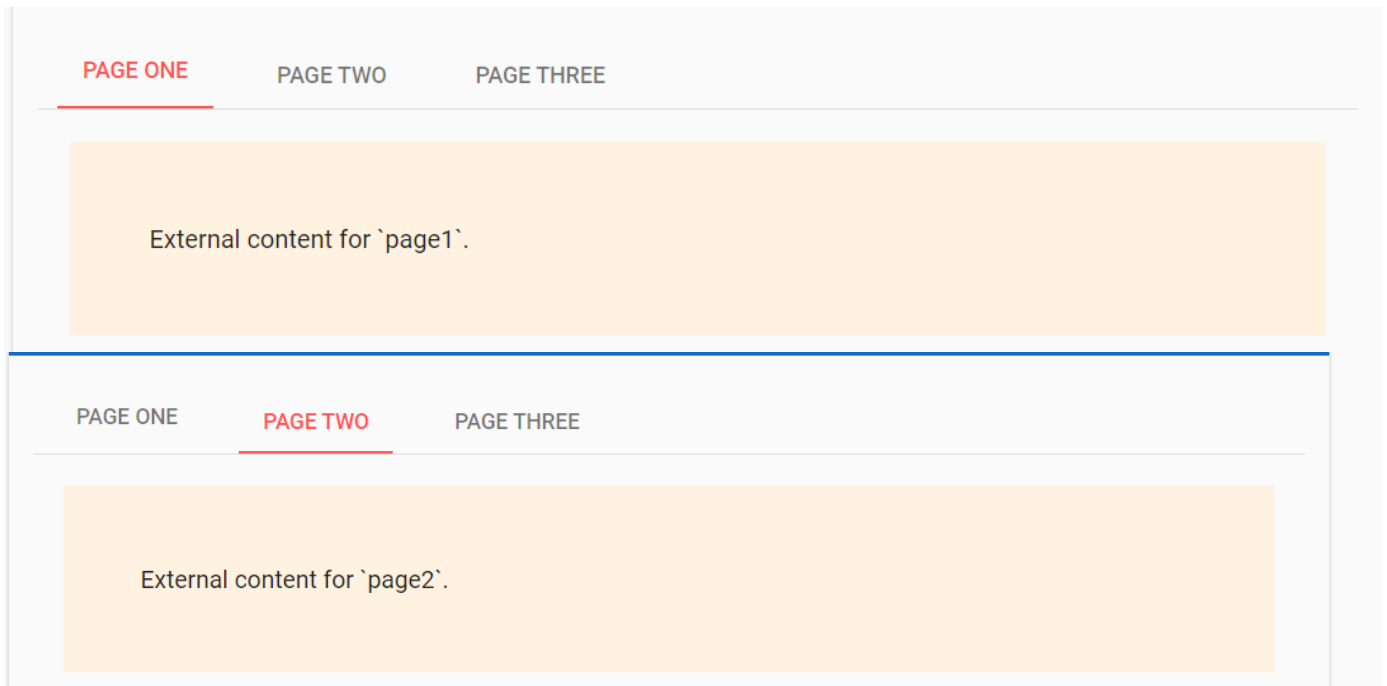 PAGE ONE PAGE TWO PAGE THREE
External content for `page1`.
PAGE ONE PAGE TWO PAGE THREE
External content for `page2`.